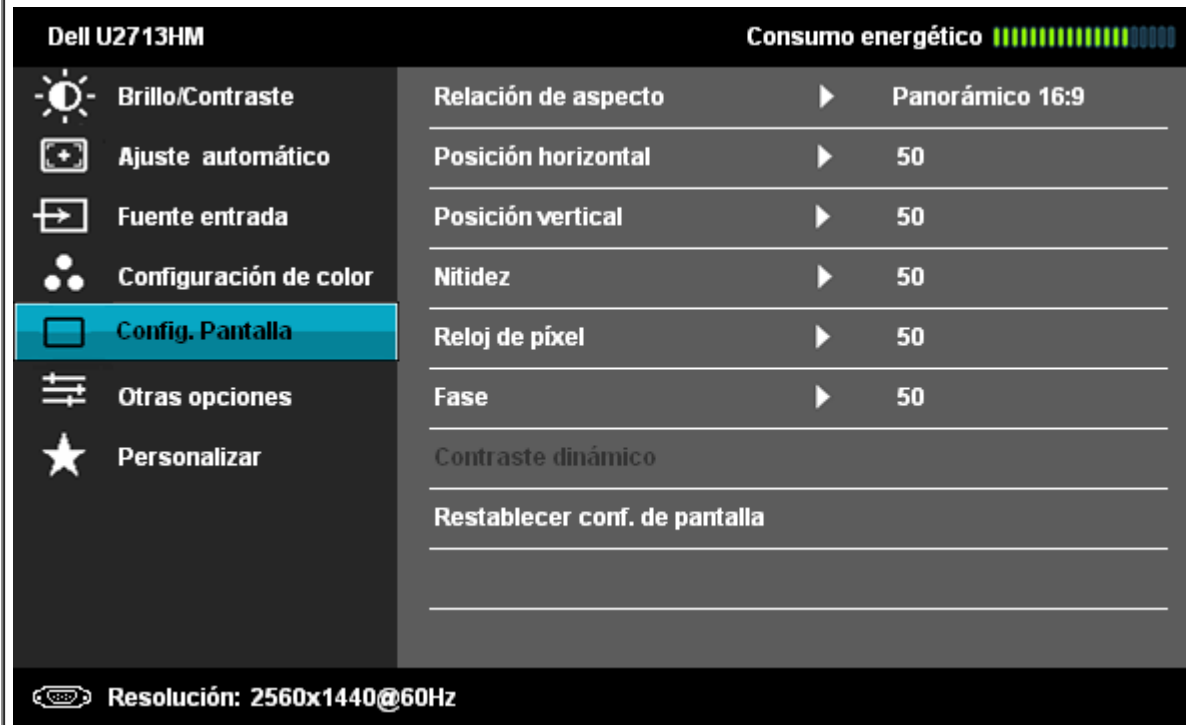 Dell U2713HM Consumo energético
Brillo/Contraste Relación de aspecto Panorámico 16:9
Ajuste automático Posición horizontal 50
Fuente entrada Posición vertical 50
Configuración de color Nitidez 50
Config. Pantalla Reloj de píxel 50
Otras opciones Fase 50
Personalizar Contraste dinámico
Restablecer conf. de pantalla
Resolución: 2560x1440@60Hz